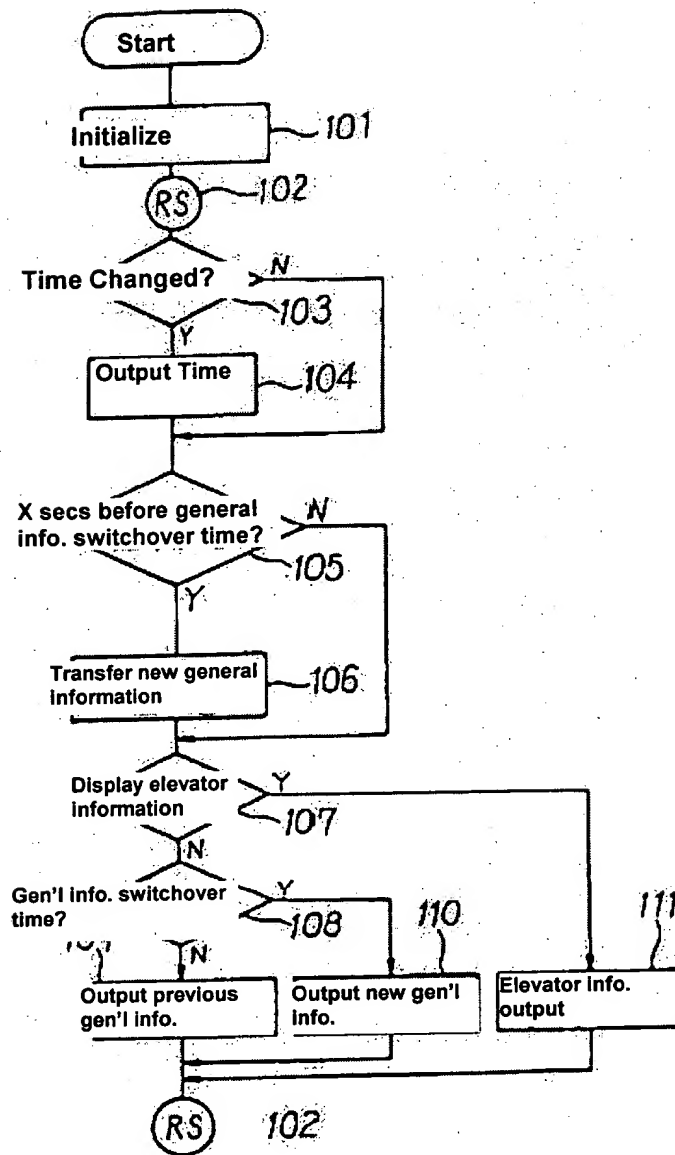 Start
Initialize
101
RS
102
Time Changed?
N
103
Y
Output Time
104
X secs before general
info. switchover time?
N
105
Y
Transfer new general
information
106
Display elevator
information
Y
107
N
Gen'l info. switchover
time?
Y
108
110
111
N
Output previous
gen'l info.
Output new gen'l
info.
Elevator info.
output
RS
102